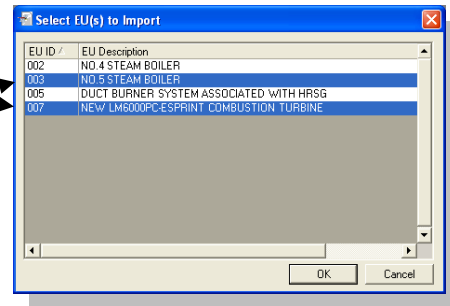 Select EU(s) to Import
EU ID EU Description
002 NO.4 STEAM BOILER
003 NO.5 STEAM BOILER
005 DUCT BURNER SYSTEM ASSOCIATED WITH HRSG
007 NEW LM6000PC-ESPRINT COMBUSTION TURBINE
OK Cancel